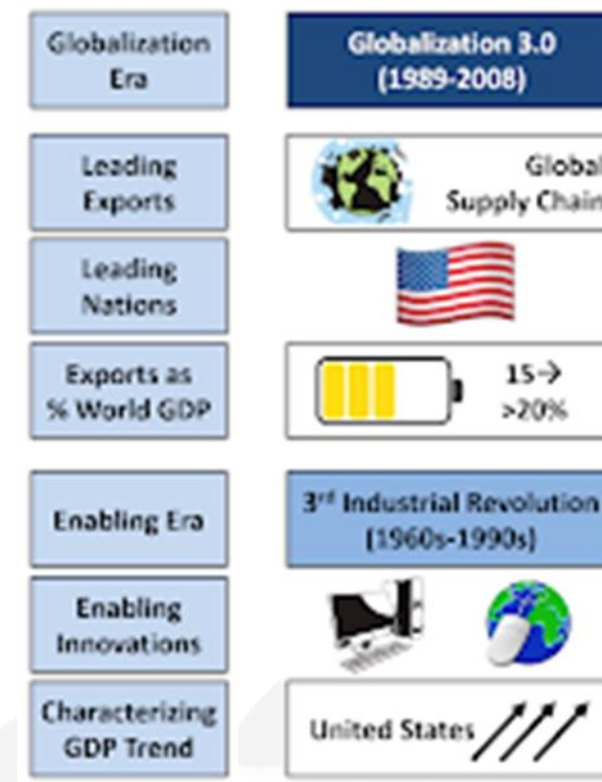 Globalization
Era
Globalization 3.0
(1989-2008)
Leading
Exports
Global
Supply Chain
Leading
Nations
Exports as
% World GDP
15→
>20%
Enabling Era
3rd Industrial Revolution
(1960s-1990s)
Enabling
Innovations
Characterizing
GDP Trend
United States